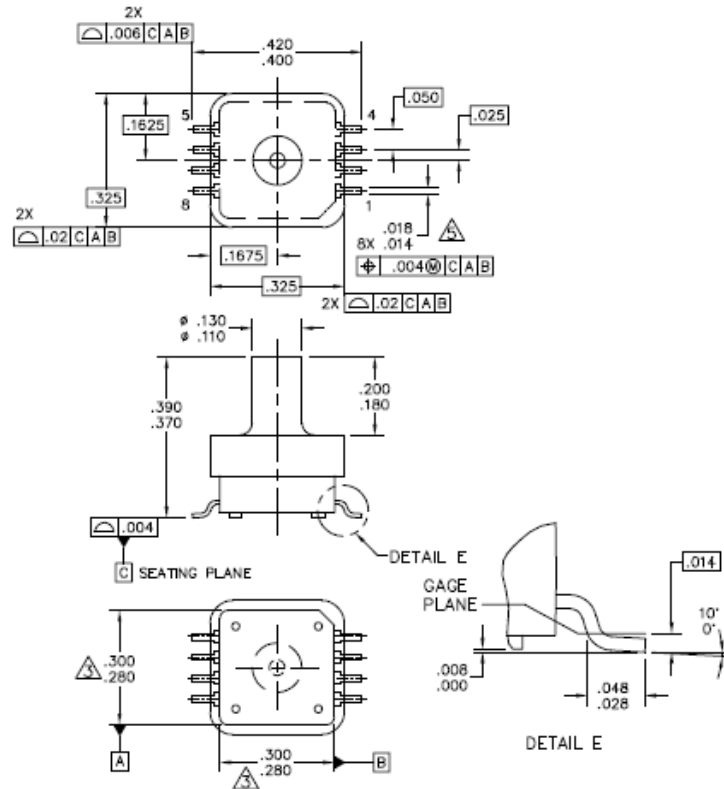 2X
⌓ .006 C A B
.420
.400
5
4
.050
.025
.1625
.325
8
1
2X
⌓ .02 C A B
.018
8X .014
5
.1675
⌖ .004Ⓜ C A B
.325
2X ⌓ .02 C A B
ø .130
ø .110
.390
.370
.200
.180
⌓ .004
C SEATING PLANE
DETAIL E
GAGE
PLANE
.014
10°
0°
.008
.000
.048
.028
DETAIL E
3
.300
.280
A
.300
.280
3
B